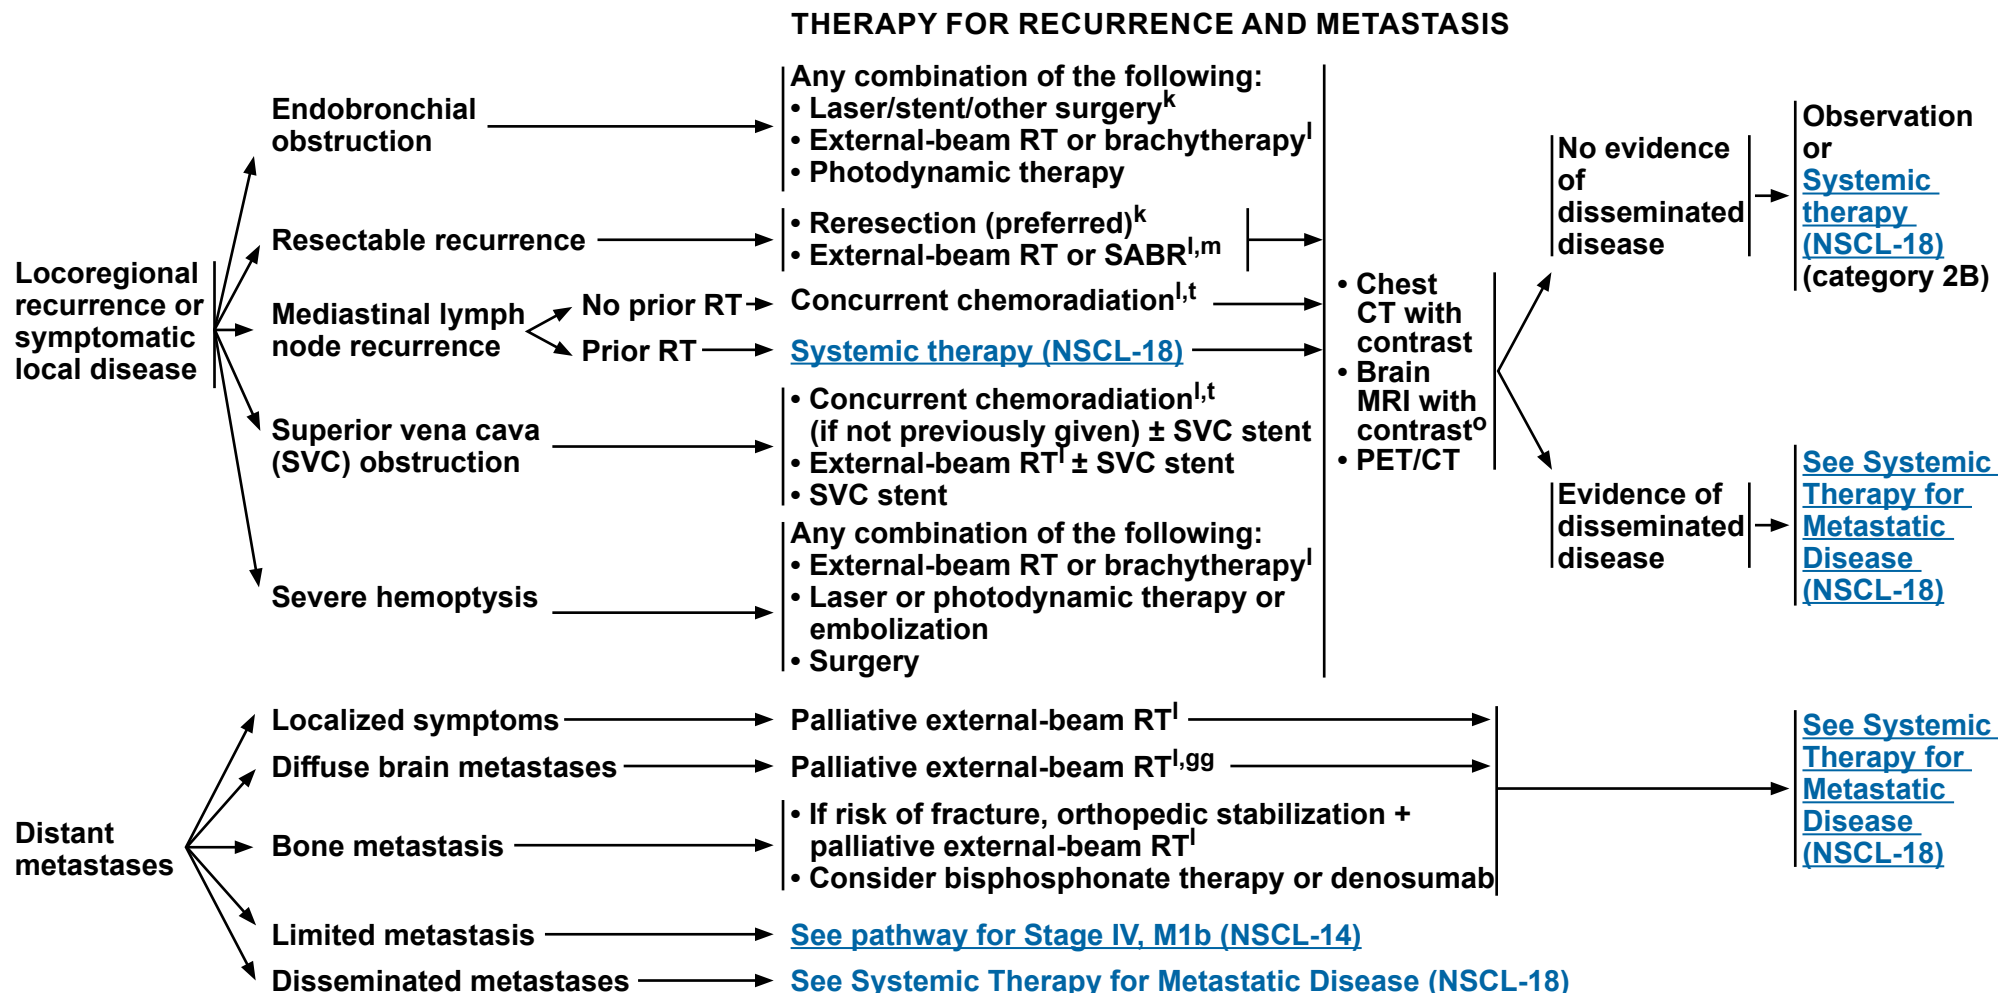 THERAPY FOR RECURRENCE AND METASTASIS
Locoregional
recurrence or
symptomatic
local disease
Endobronchial
obstruction
Any combination of the following:
• Laser/stent/other surgeryᵏ
• External-beam RT or brachytherapyˡ
• Photodynamic therapy
Resectable recurrence
• Reresection (preferred)ᵏ
• External-beam RT or SABRˡ,ᵐ
Mediastinal lymph
node recurrence
No prior RT
Concurrent chemoradiationˡ,ᵗ
Prior RT
Systemic therapy (NSCL-18)
Superior vena cava
(SVC) obstruction
• Concurrent chemoradiationˡ,ᵗ
(if not previously given) ± SVC stent
• External-beam RTˡ ± SVC stent
• SVC stent
Severe hemoptysis
Any combination of the following:
• External-beam RT or brachytherapyˡ
• Laser or photodynamic therapy or
embolization
• Surgery
• Chest
CT with
contrast
• Brain
MRI with
contrastᵒ
• PET/CT
No evidence
of
disseminated
disease
Observation
or
Systemic
therapy
(NSCL-18)
(category 2B)
Evidence of
disseminated
disease
See Systemic
Therapy for
Metastatic
Disease
(NSCL-18)
Distant
metastases
Localized symptoms
Palliative external-beam RTˡ
Diffuse brain metastases
Palliative external-beam RTˡ,ᵍᵍ
Bone metastasis
• If risk of fracture, orthopedic stabilization +
palliative external-beam RTˡ
• Consider bisphosphonate therapy or denosumab
See Systemic
Therapy for
Metastatic
Disease
(NSCL-18)
Limited metastasis
See pathway for Stage IV, M1b (NSCL-14)
Disseminated metastases
See Systemic Therapy for Metastatic Disease (NSCL-18)